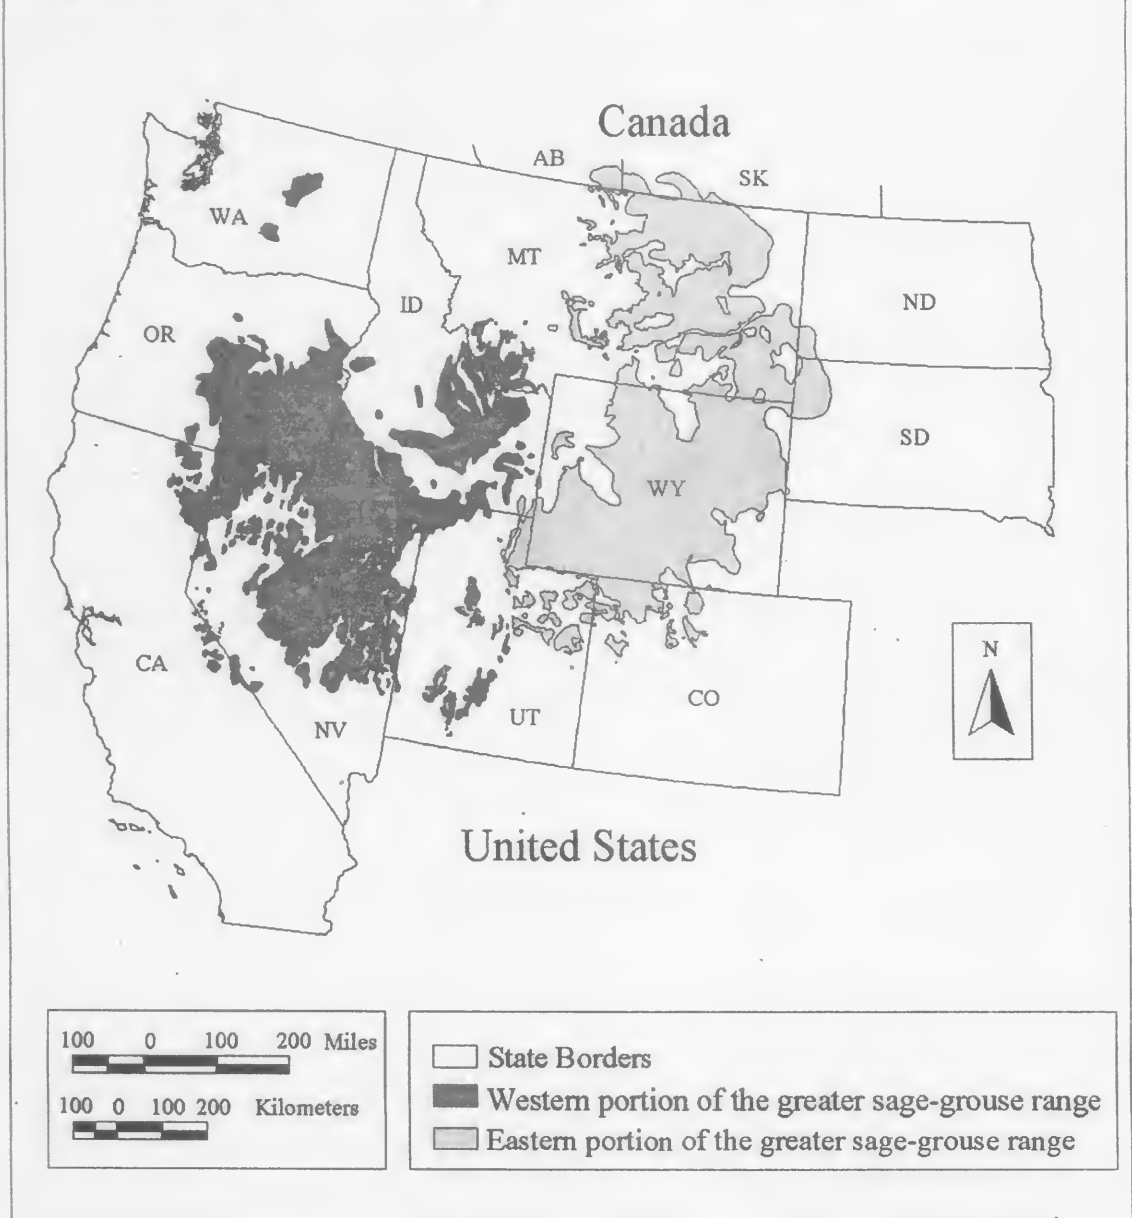 Canada
AB
SK
WA
MT
ID
ND
OR
SD
WY
N
CA
CO
UT
NV
United States
100 0 100 200 Miles
100 0 100 200 Kilometers
State Borders
Western portion of the greater sage-grouse range
Eastern portion of the greater sage-grouse range